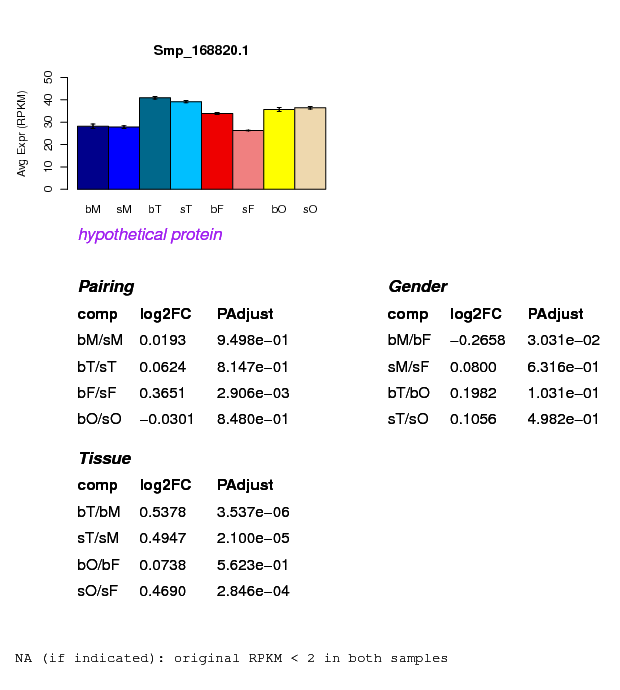 Smp_168820.1
Avg Expr (RPKM)
50
40
30
20
10
0
bM sM bT sT bF sF bO sO
hypothetical protein
Pairing
comp log2FC PAdjust
bM/sM 0.0193 9.498e−01
bT/sT 0.0624 8.147e−01
bF/sF 0.3651 2.906e−03
bO/sO −0.0301 8.480e−01
Gender
comp log2FC PAdjust
bM/bF −0.2658 3.031e−02
sM/sF 0.0800 6.316e−01
bT/bO 0.1982 1.031e−01
sT/sO 0.1056 4.982e−01
Tissue
comp log2FC PAdjust
bT/bM 0.5378 3.537e−06
sT/sM 0.4947 2.100e−05
bO/bF 0.0738 5.623e−01
sO/sF 0.4690 2.846e−04
NA (if indicated): original RPKM < 2 in both samples